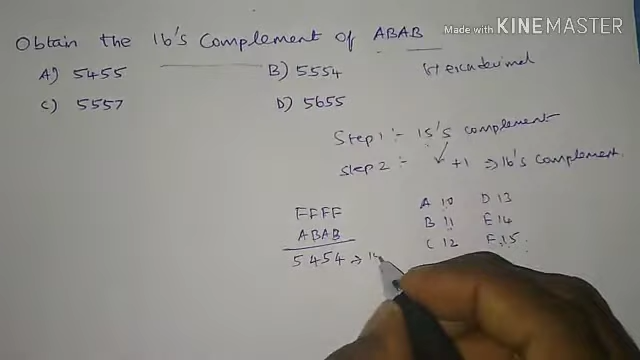 Made with KINEMASTER
Obtain the 16's Complement of ABAB
Hexadecimal
A) 5455 B) 5554
C) 5557 D) 5655
Step 1 :- 15's complement
Step 2 :- +1 => 16's complement.
FFFF
ABAB
5454 =>
A 10 D 13
B 11 E 14
C 12 F 15